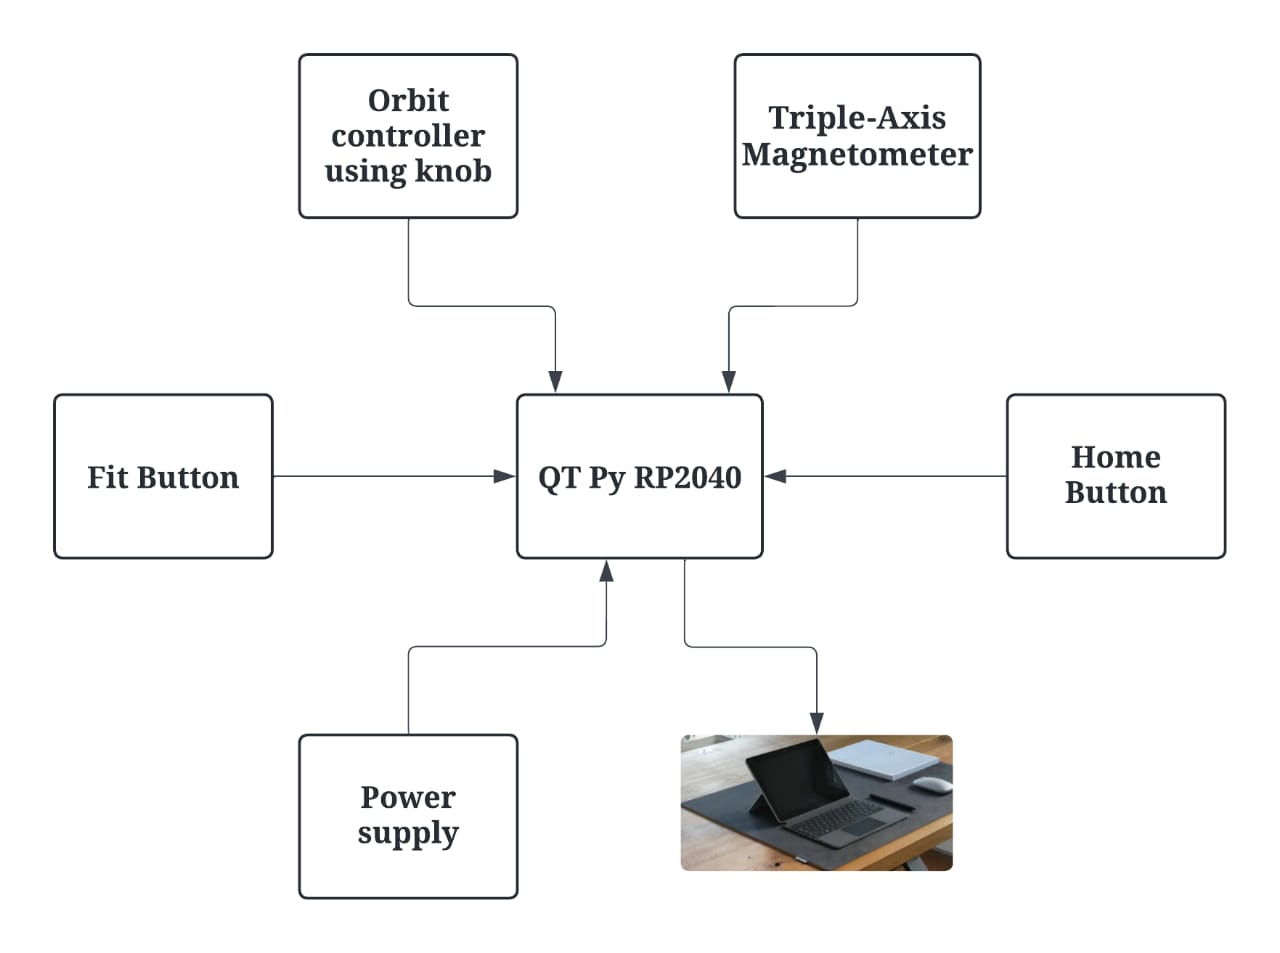 Orbit
controller
using knob
Triple-Axis
Magnetometer
Fit Button
QT Py RP2040
Home
Button
Power
supply